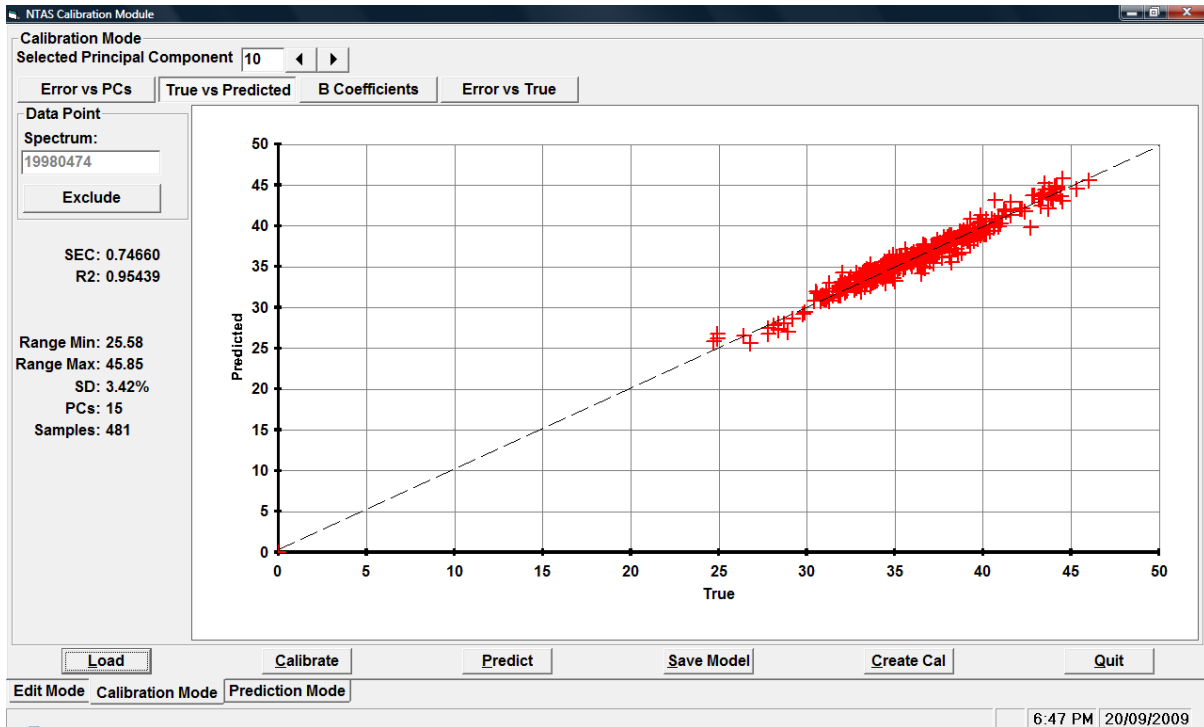 NTAS Calibration Module
Calibration Mode
Selected Principal Component 10
Error vs PCs True vs Predicted B Coefficients Error vs True
Data Point
Spectrum:
19980474
Exclude
SEC: 0.74660
R2: 0.95439
Range Min: 25.58
Range Max: 45.85
SD: 3.42%
PCs: 15
Samples: 481
50
45
40
35
30
25
20
15
10
5
0
Predicted
0 5 10 15 20 25 30 35 40 45 50
True
Load Calibrate Predict Save Model Create Cal Quit
Edit Mode Calibration Mode Prediction Mode
6:47 PM 20/09/2009